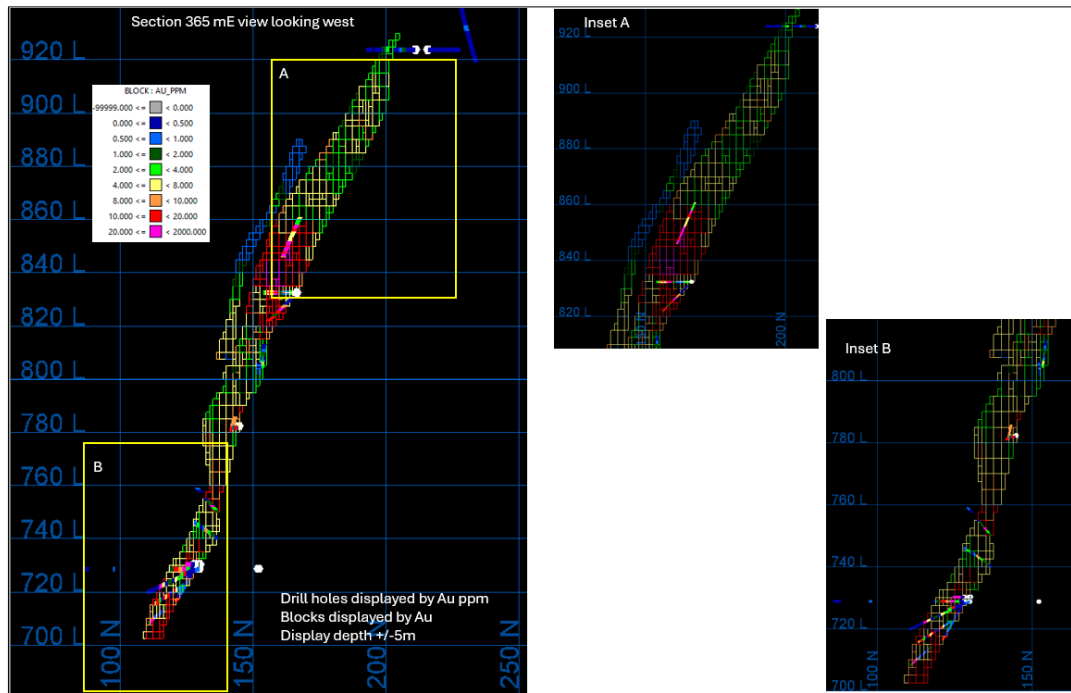 Section 365 mE view looking west
920 L
A
BLOCK : AU_PPM
-99999.000 <= < 0.000
0.000 <= < 0.500
0.500 <= < 1.000
1.000 <= < 2.000
2.000 <= < 4.000
4.000 <= < 8.000
8.000 <= < 10.000
10.000 <= < 20.000
20.000 <= < 2000.000
900 L
880 L
860 L
840 L
820 L
800 L
780 L
B
760 L
740 L
720 L
700 L
Drill holes displayed by Au ppm
Blocks displayed by Au
Display depth +/-5m
100 N
150 N
200 N
250 N
Inset A
920 L
900 L
880 L
860 L
840 L
820 L
200 N
Inset B
800 L
780 L
760 L
740 L
720 L
700 L
100 N
150 N